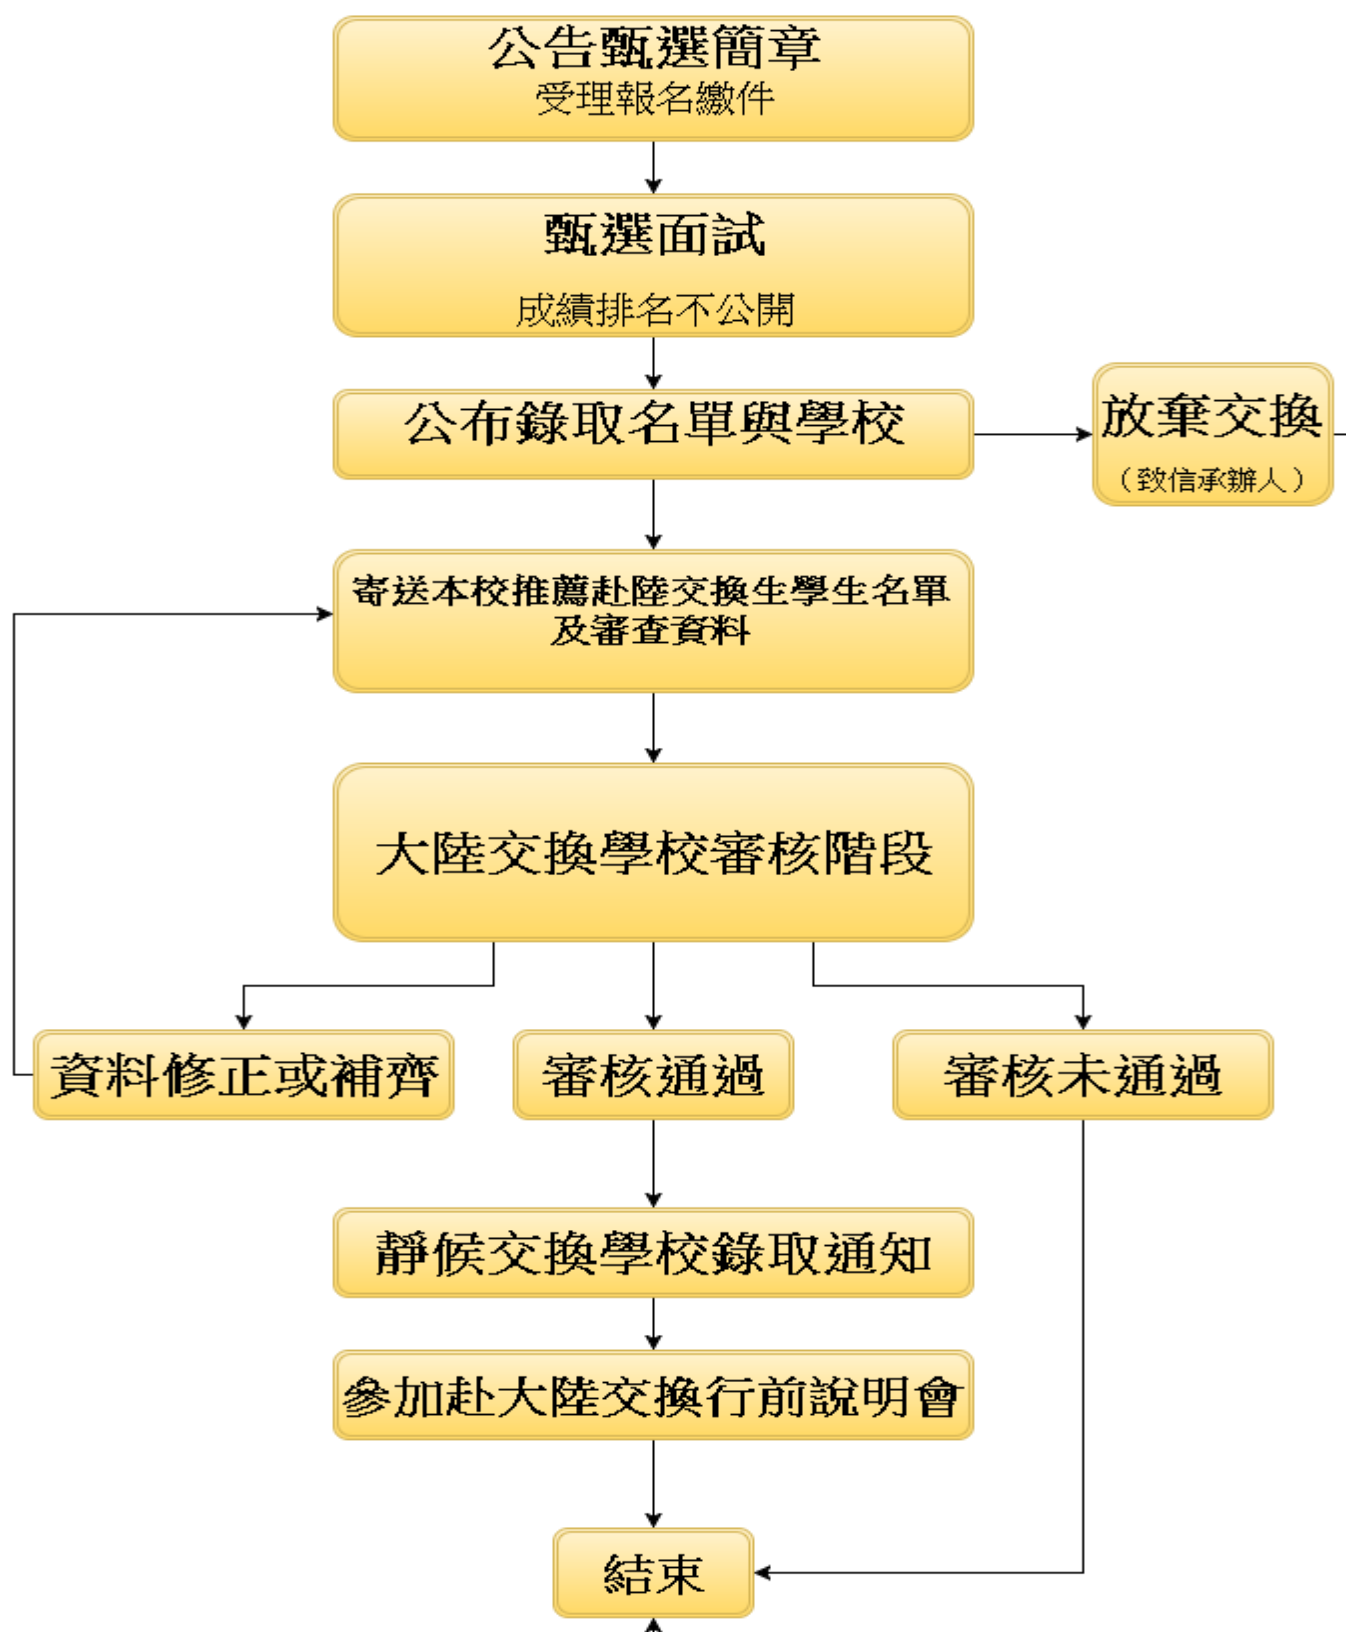 公告甄選簡章
受理報名繳件
甄選面試
成績排名不公開
公布錄取名單與學校
放棄交換
（致信承辦人）
寄送本校推薦赴陸交換生學生名單
及審查資料
大陸交換學校審核階段
資料修正或補齊
審核通過
審核未通過
靜候交換學校錄取通知
參加赴大陸交換行前說明會
結束